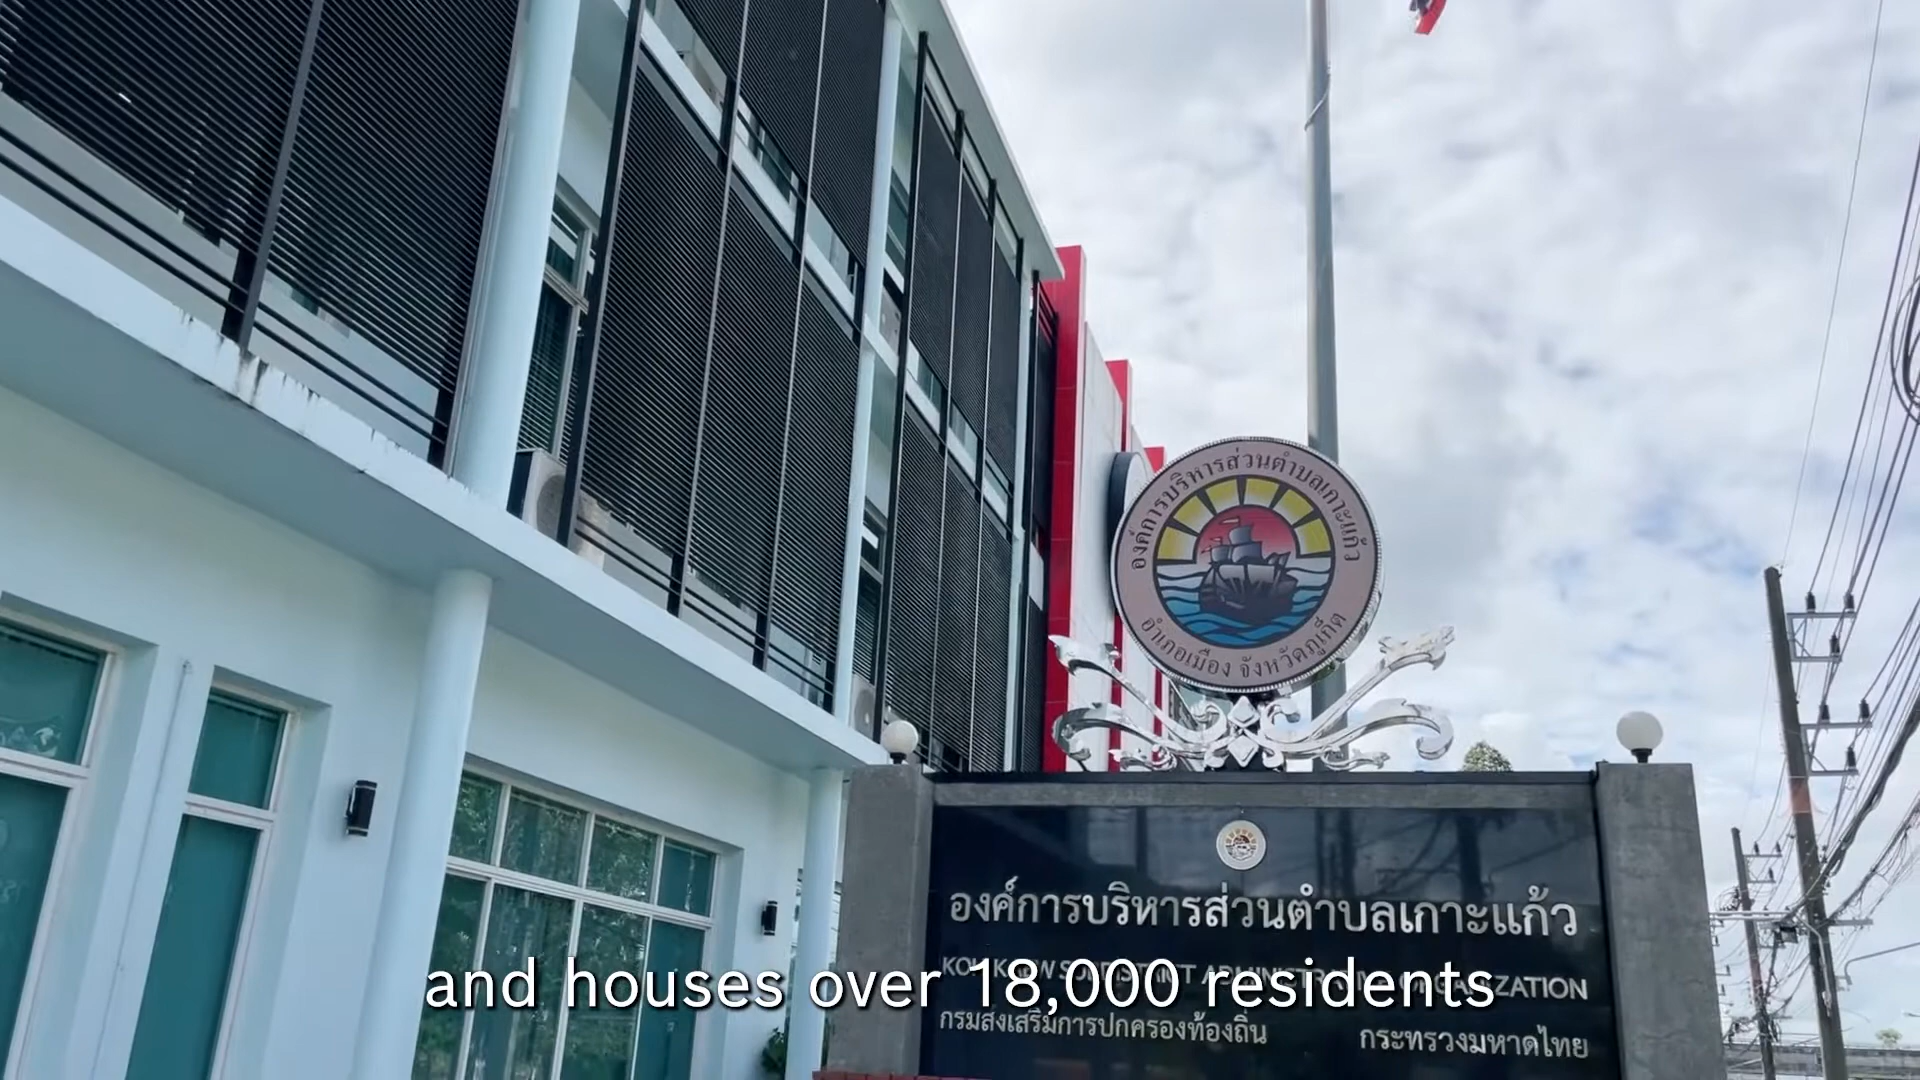 องค์การบริหารส่วนตำบลเกาะแก้ว
อำเภอเมือง จังหวัดภูเก็ต
องค์การบริหารส่วนตำบลเกาะแก้ว
KOH KAEW SUBDISTRICT ADMINISTRATIVE ORGANIZATION
and houses over 18,000 residents
กรมส่งเสริมการปกครองท้องถิ่น กระทรวงมหาดไทย